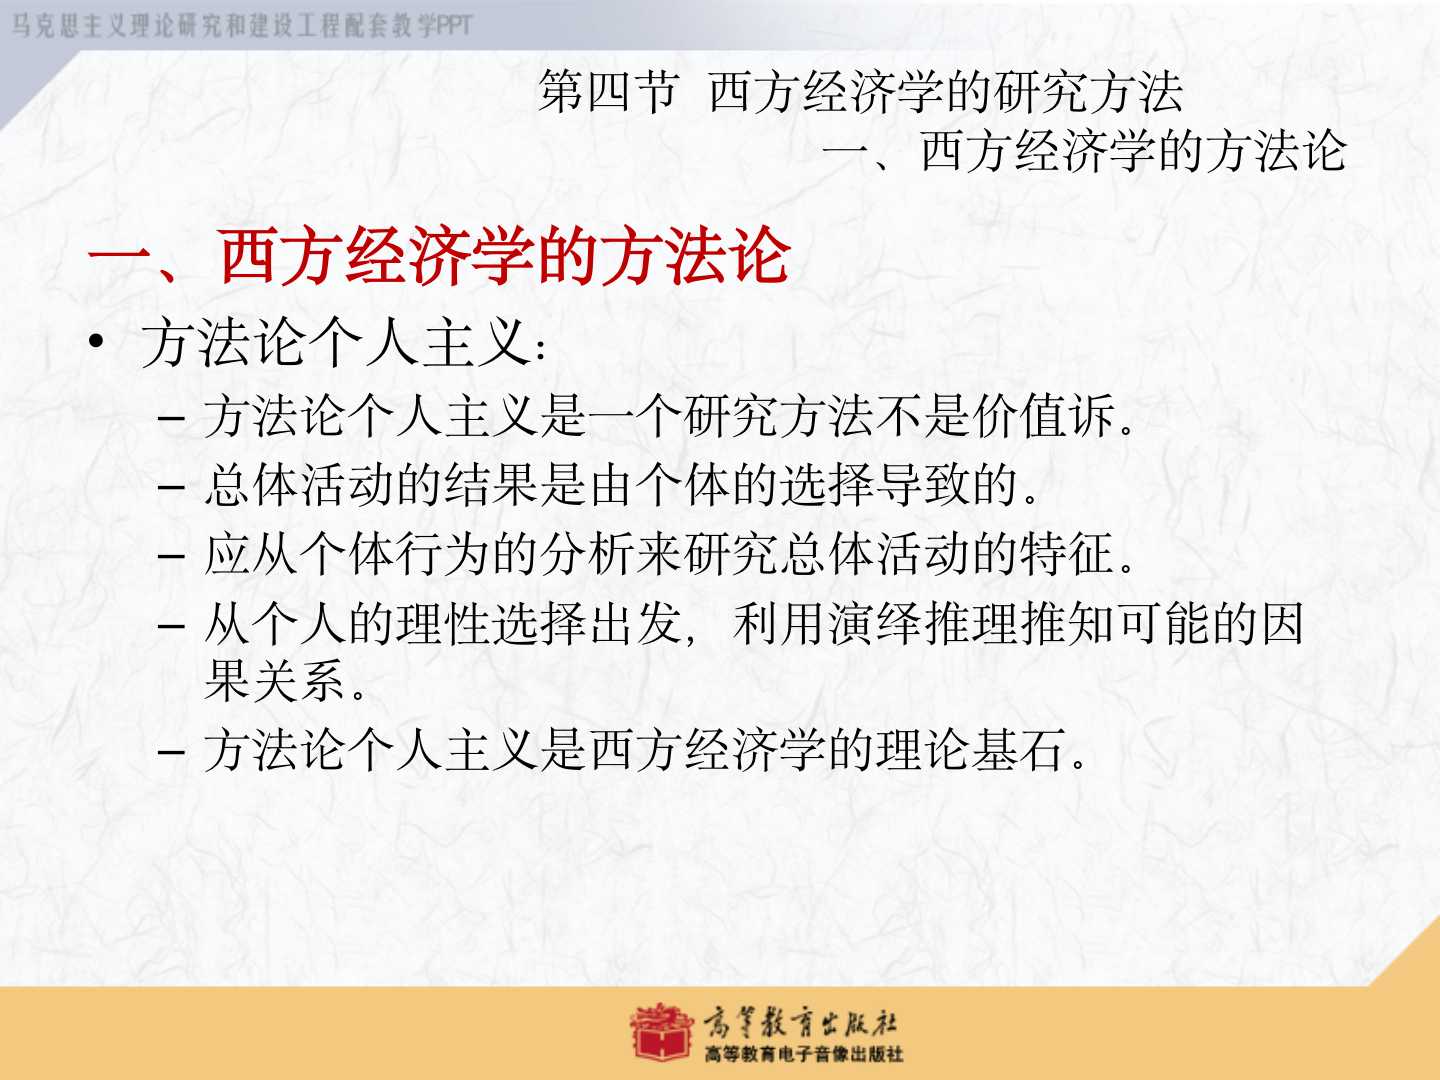 马克思主义理论研究和建设工程配套教学PPT
第四节 西方经济学的研究方法
一、西方经济学的方法论
一、西方经济学的方法论
• 方法论个人主义：
– 方法论个人主义是一个研究方法不是价值诉。
– 总体活动的结果是由个体的选择导致的。
– 应从个体行为的分析来研究总体活动的特征。
– 从个人的理性选择出发，利用演绎推理推知可能的因
果关系。
– 方法论个人主义是西方经济学的理论基石。
高等教育出版社
高等教育电子音像出版社